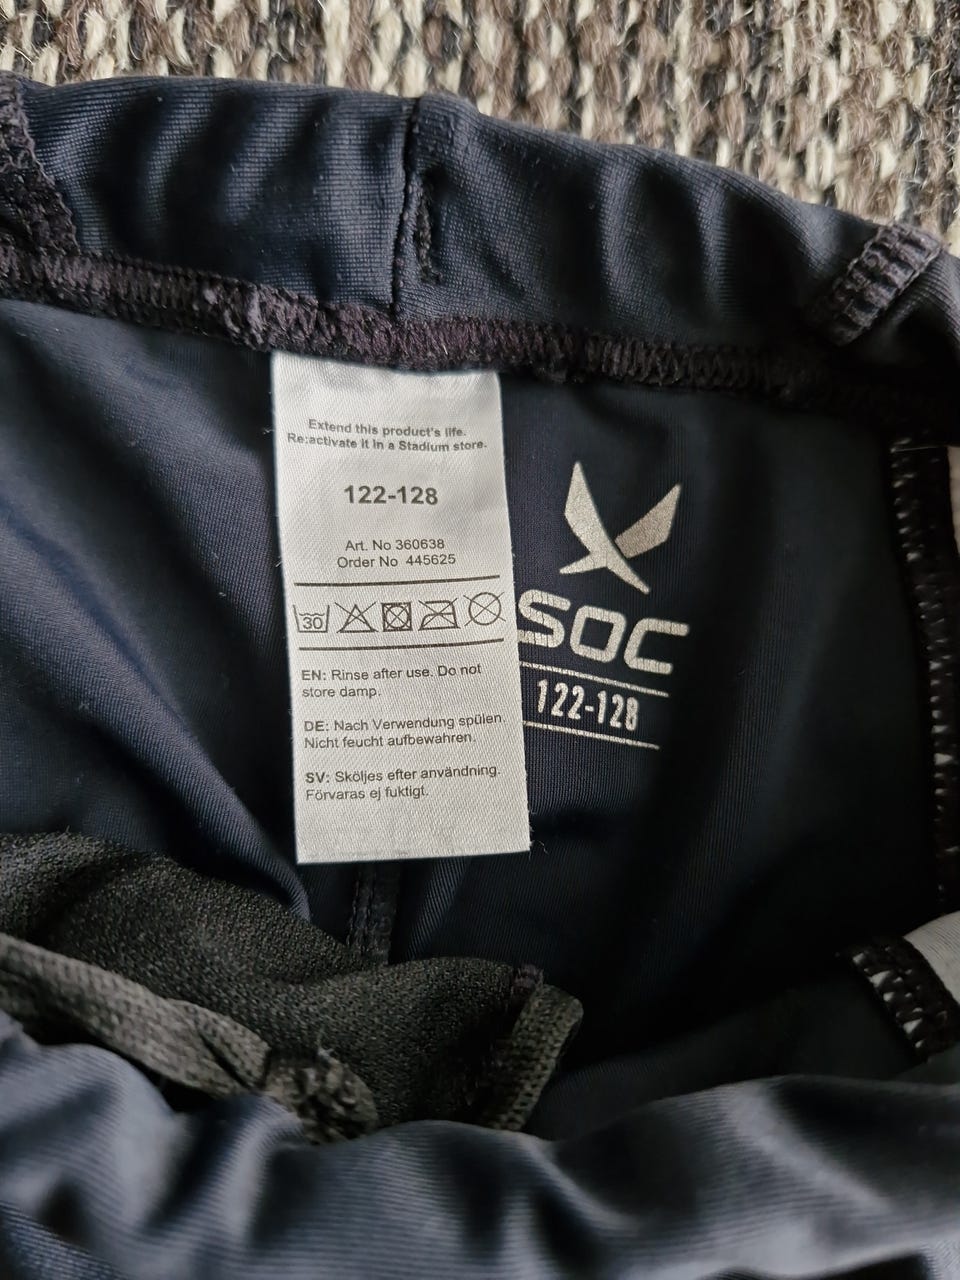 Extend this product's life.
Re:activate it in a Stadium store.
122-128
Art. No 360638
Order No 445625
30
EN: Rinse after use. Do not
store damp.
DE: Nach Verwendung spülen.
Nicht feucht aufbewahren.
SV: Sköljes efter användning.
Förvaras ej fuktigt.
SOC
122-128